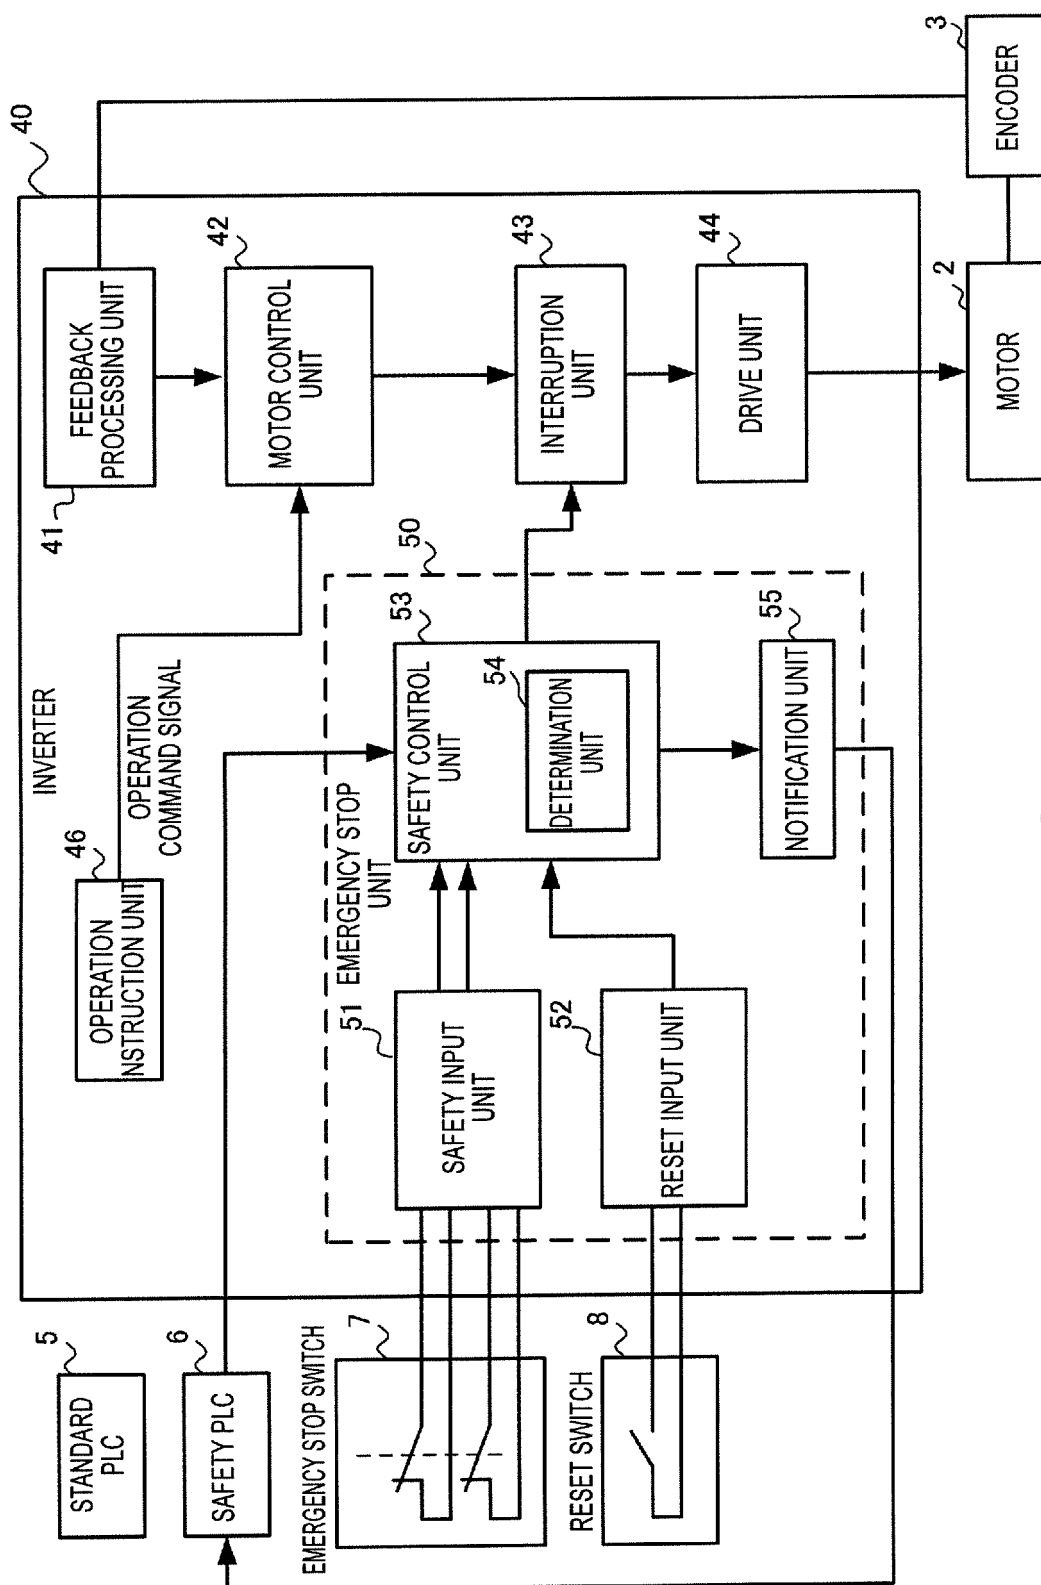 STANDARD
PLC
5
SAFETY PLC
6
EMERGENCY STOP SWITCH
7
RESET SWITCH
8
INVERTER
40
OPERATION
NSTRUCTION UNIT
46
OPERATION
COMMAND SIGNAL
FEEDBACK
PROCESSING UNIT
41
MOTOR CONTROL
UNIT
42
INTERRUPTION
UNIT
43
DRIVE UNIT
44
EMERGENCY STOP
UNIT
50
SAFETY INPUT
UNIT
51
RESET INPUT UNIT
52
SAFETY CONTROL
UNIT
53
DETERMINATION
UNIT
54
NOTIFICATION UNIT
55
MOTOR
2
ENCODER
3